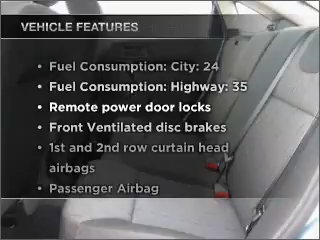 VEHICLE FEATURES
• Fuel Consumption: City: 24
• Fuel Consumption: Highway: 35
• Remote power door locks
• Front Ventilated disc brakes
• 1st and 2nd row curtain head
airbags
• Passenger Airbag